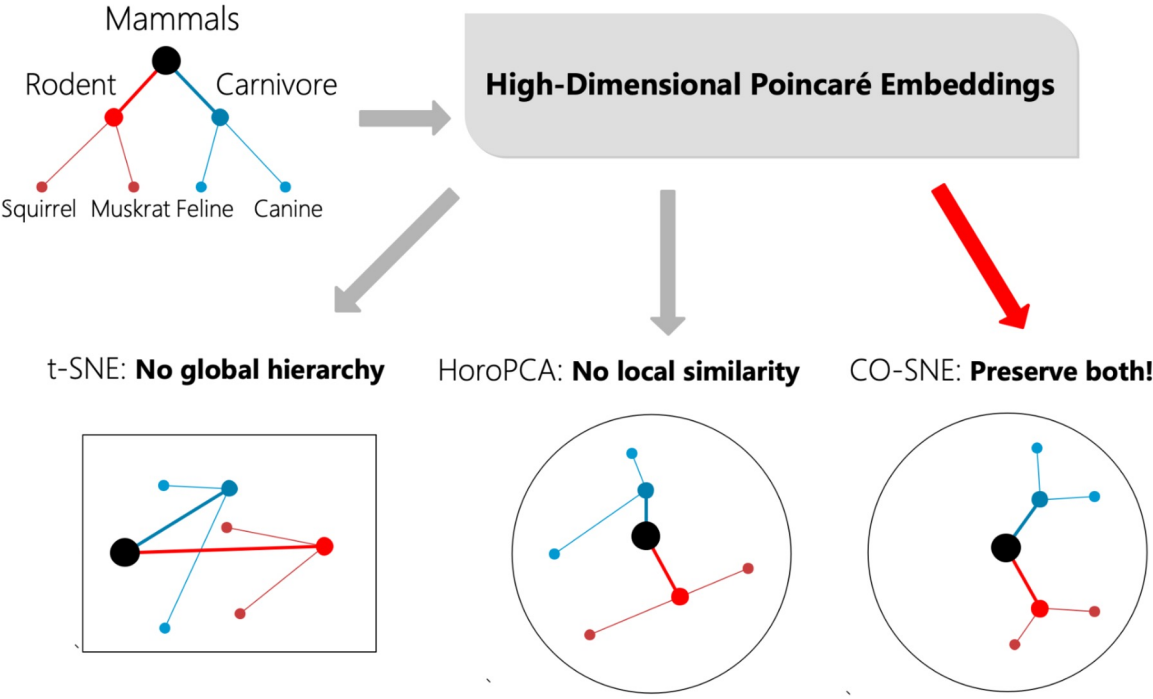 Mammals
Rodent Carnivore
Squirrel Muskrat Feline Canine
High-Dimensional Poincaré Embeddings
t-SNE: No global hierarchy
HoroPCA: No local similarity
CO-SNE: Preserve both!